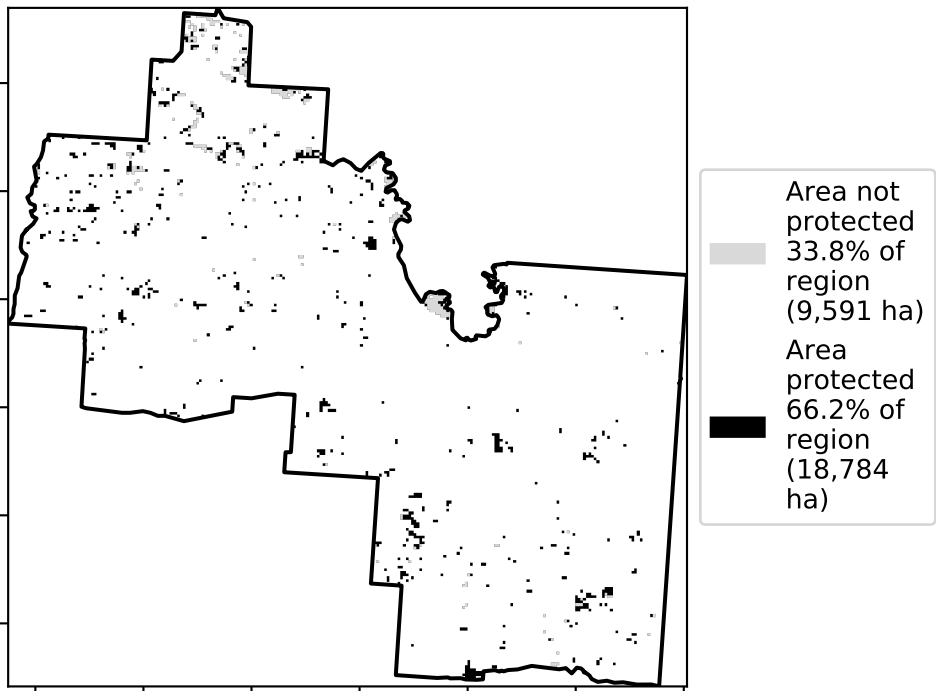 Area not
protected
33.8% of
region
(9,591 ha)
Area
protected
66.2% of
region
(18,784
ha)